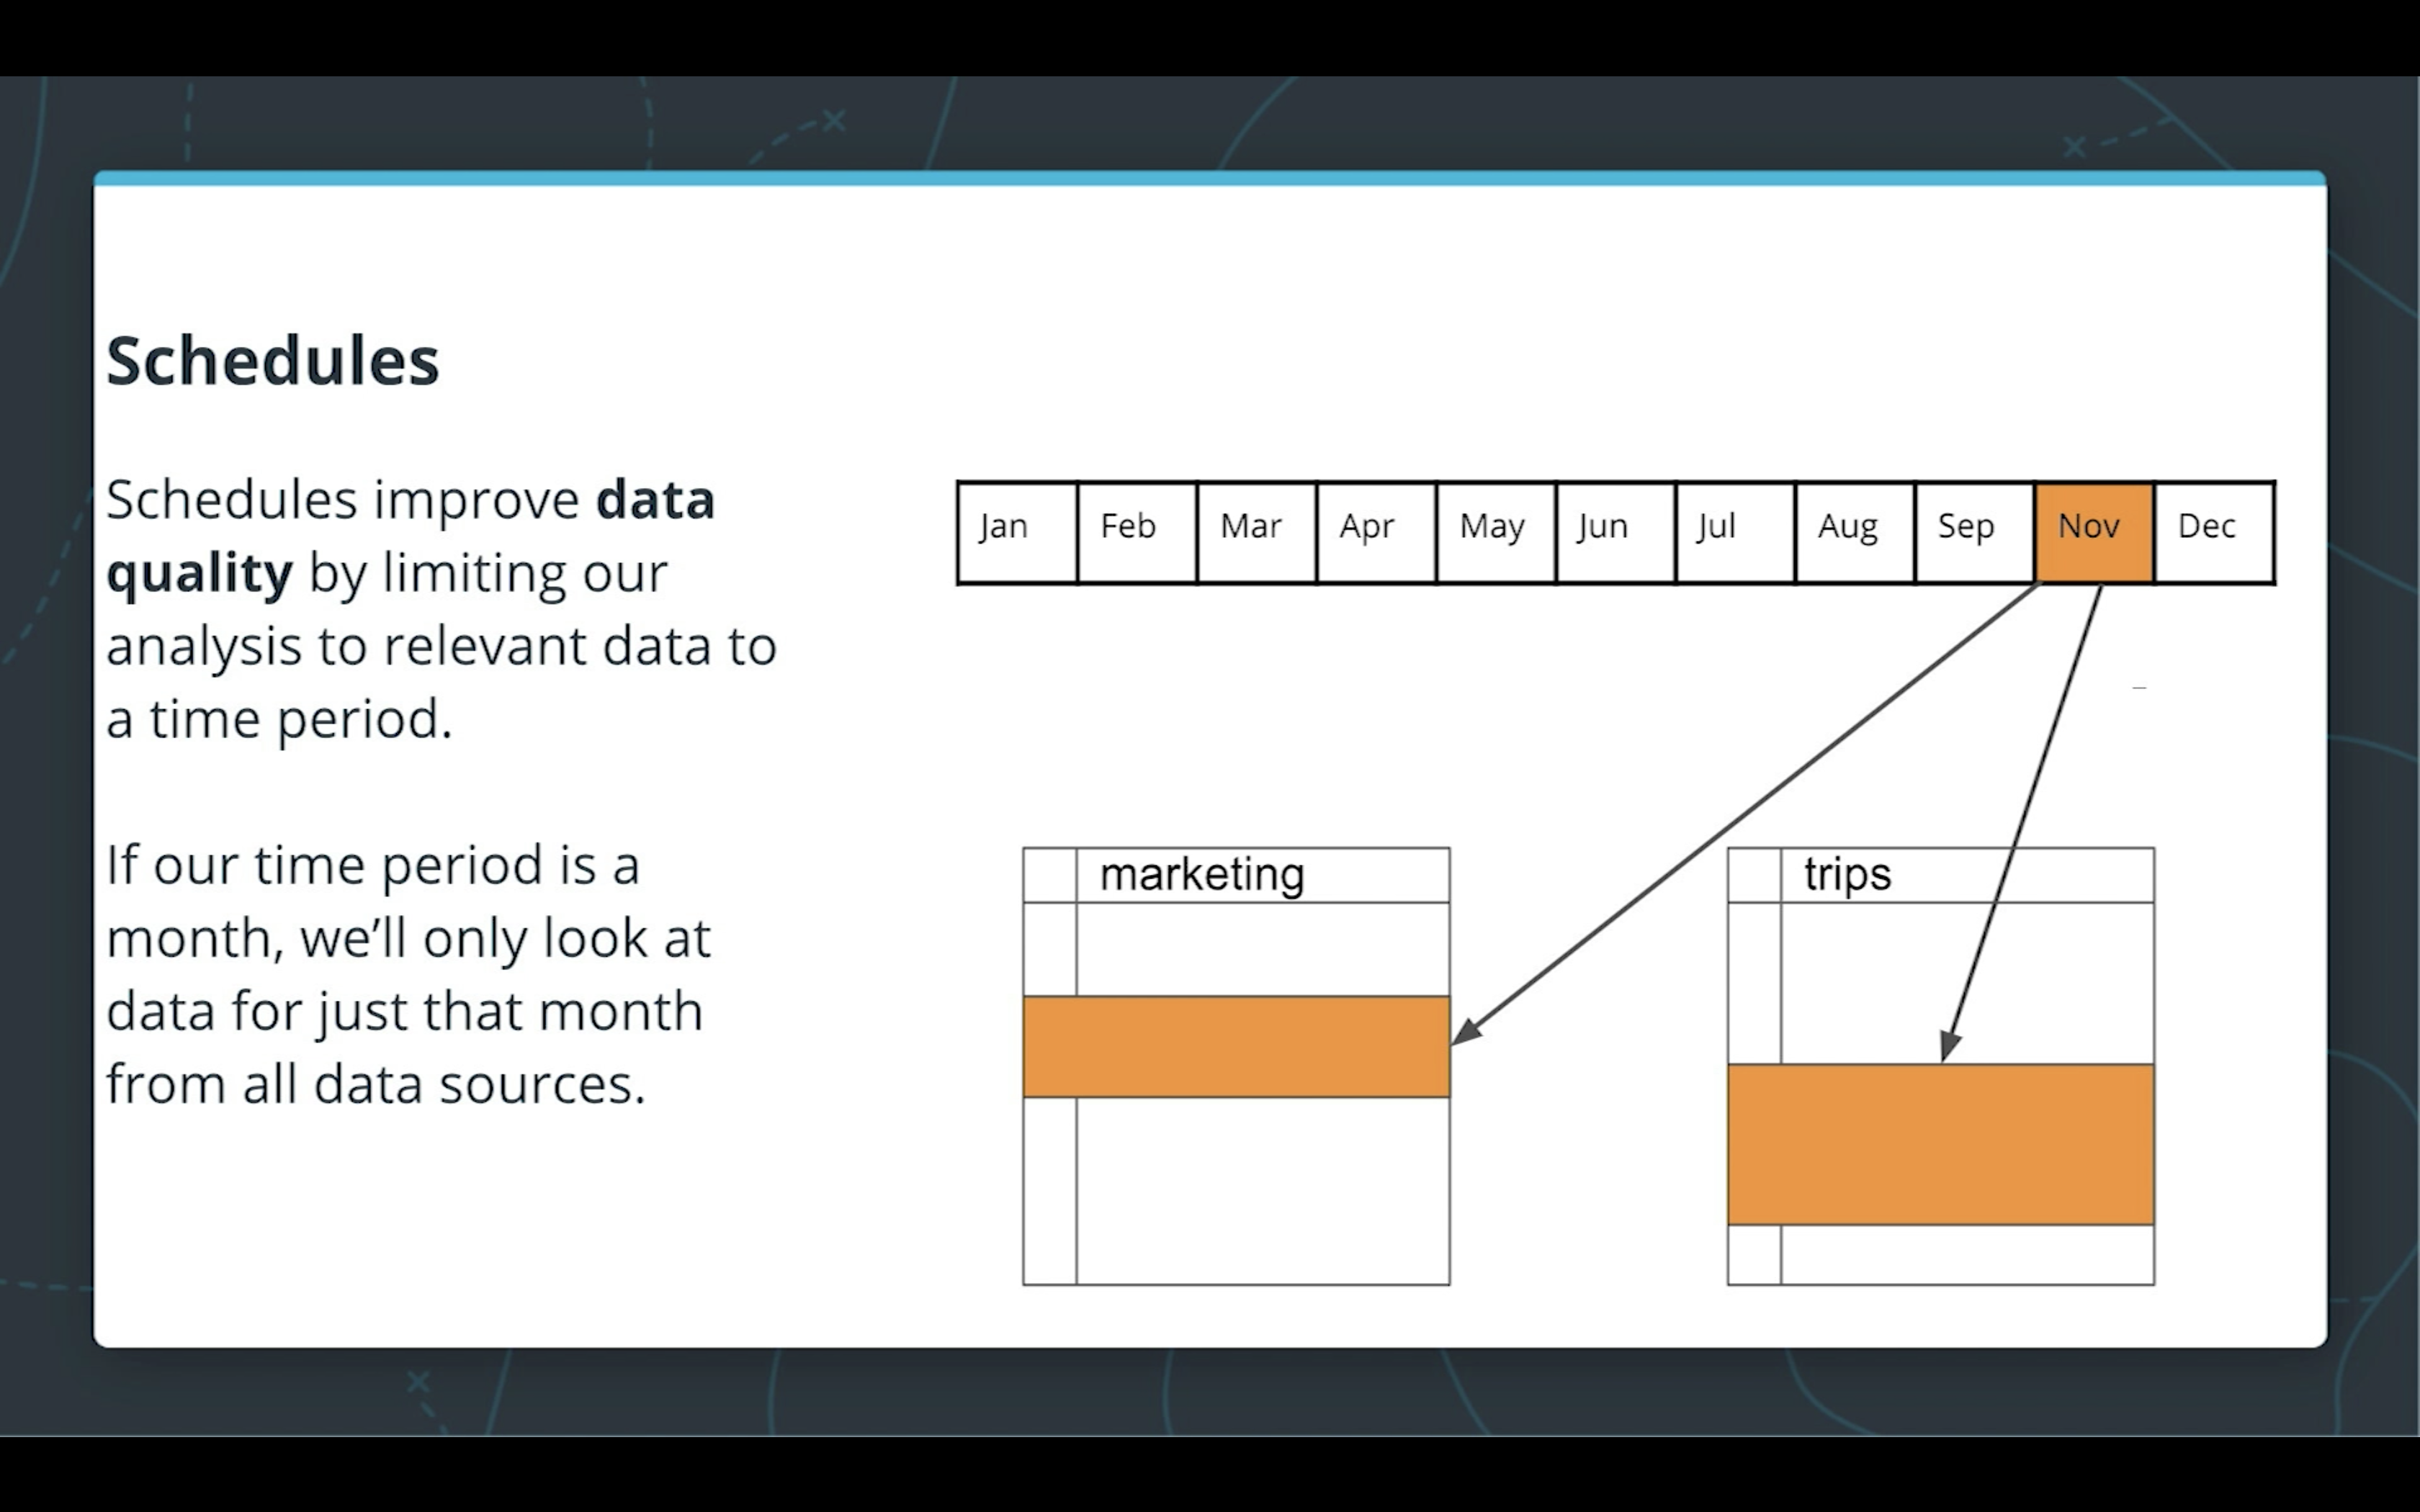 Schedules
Schedules improve data
quality by limiting our
analysis to relevant data to
a time period.
If our time period is a
month, we’ll only look at
data for just that month
from all data sources.
Jan Feb Mar Apr May Jun Jul Aug Sep Nov Dec
marketing
trips